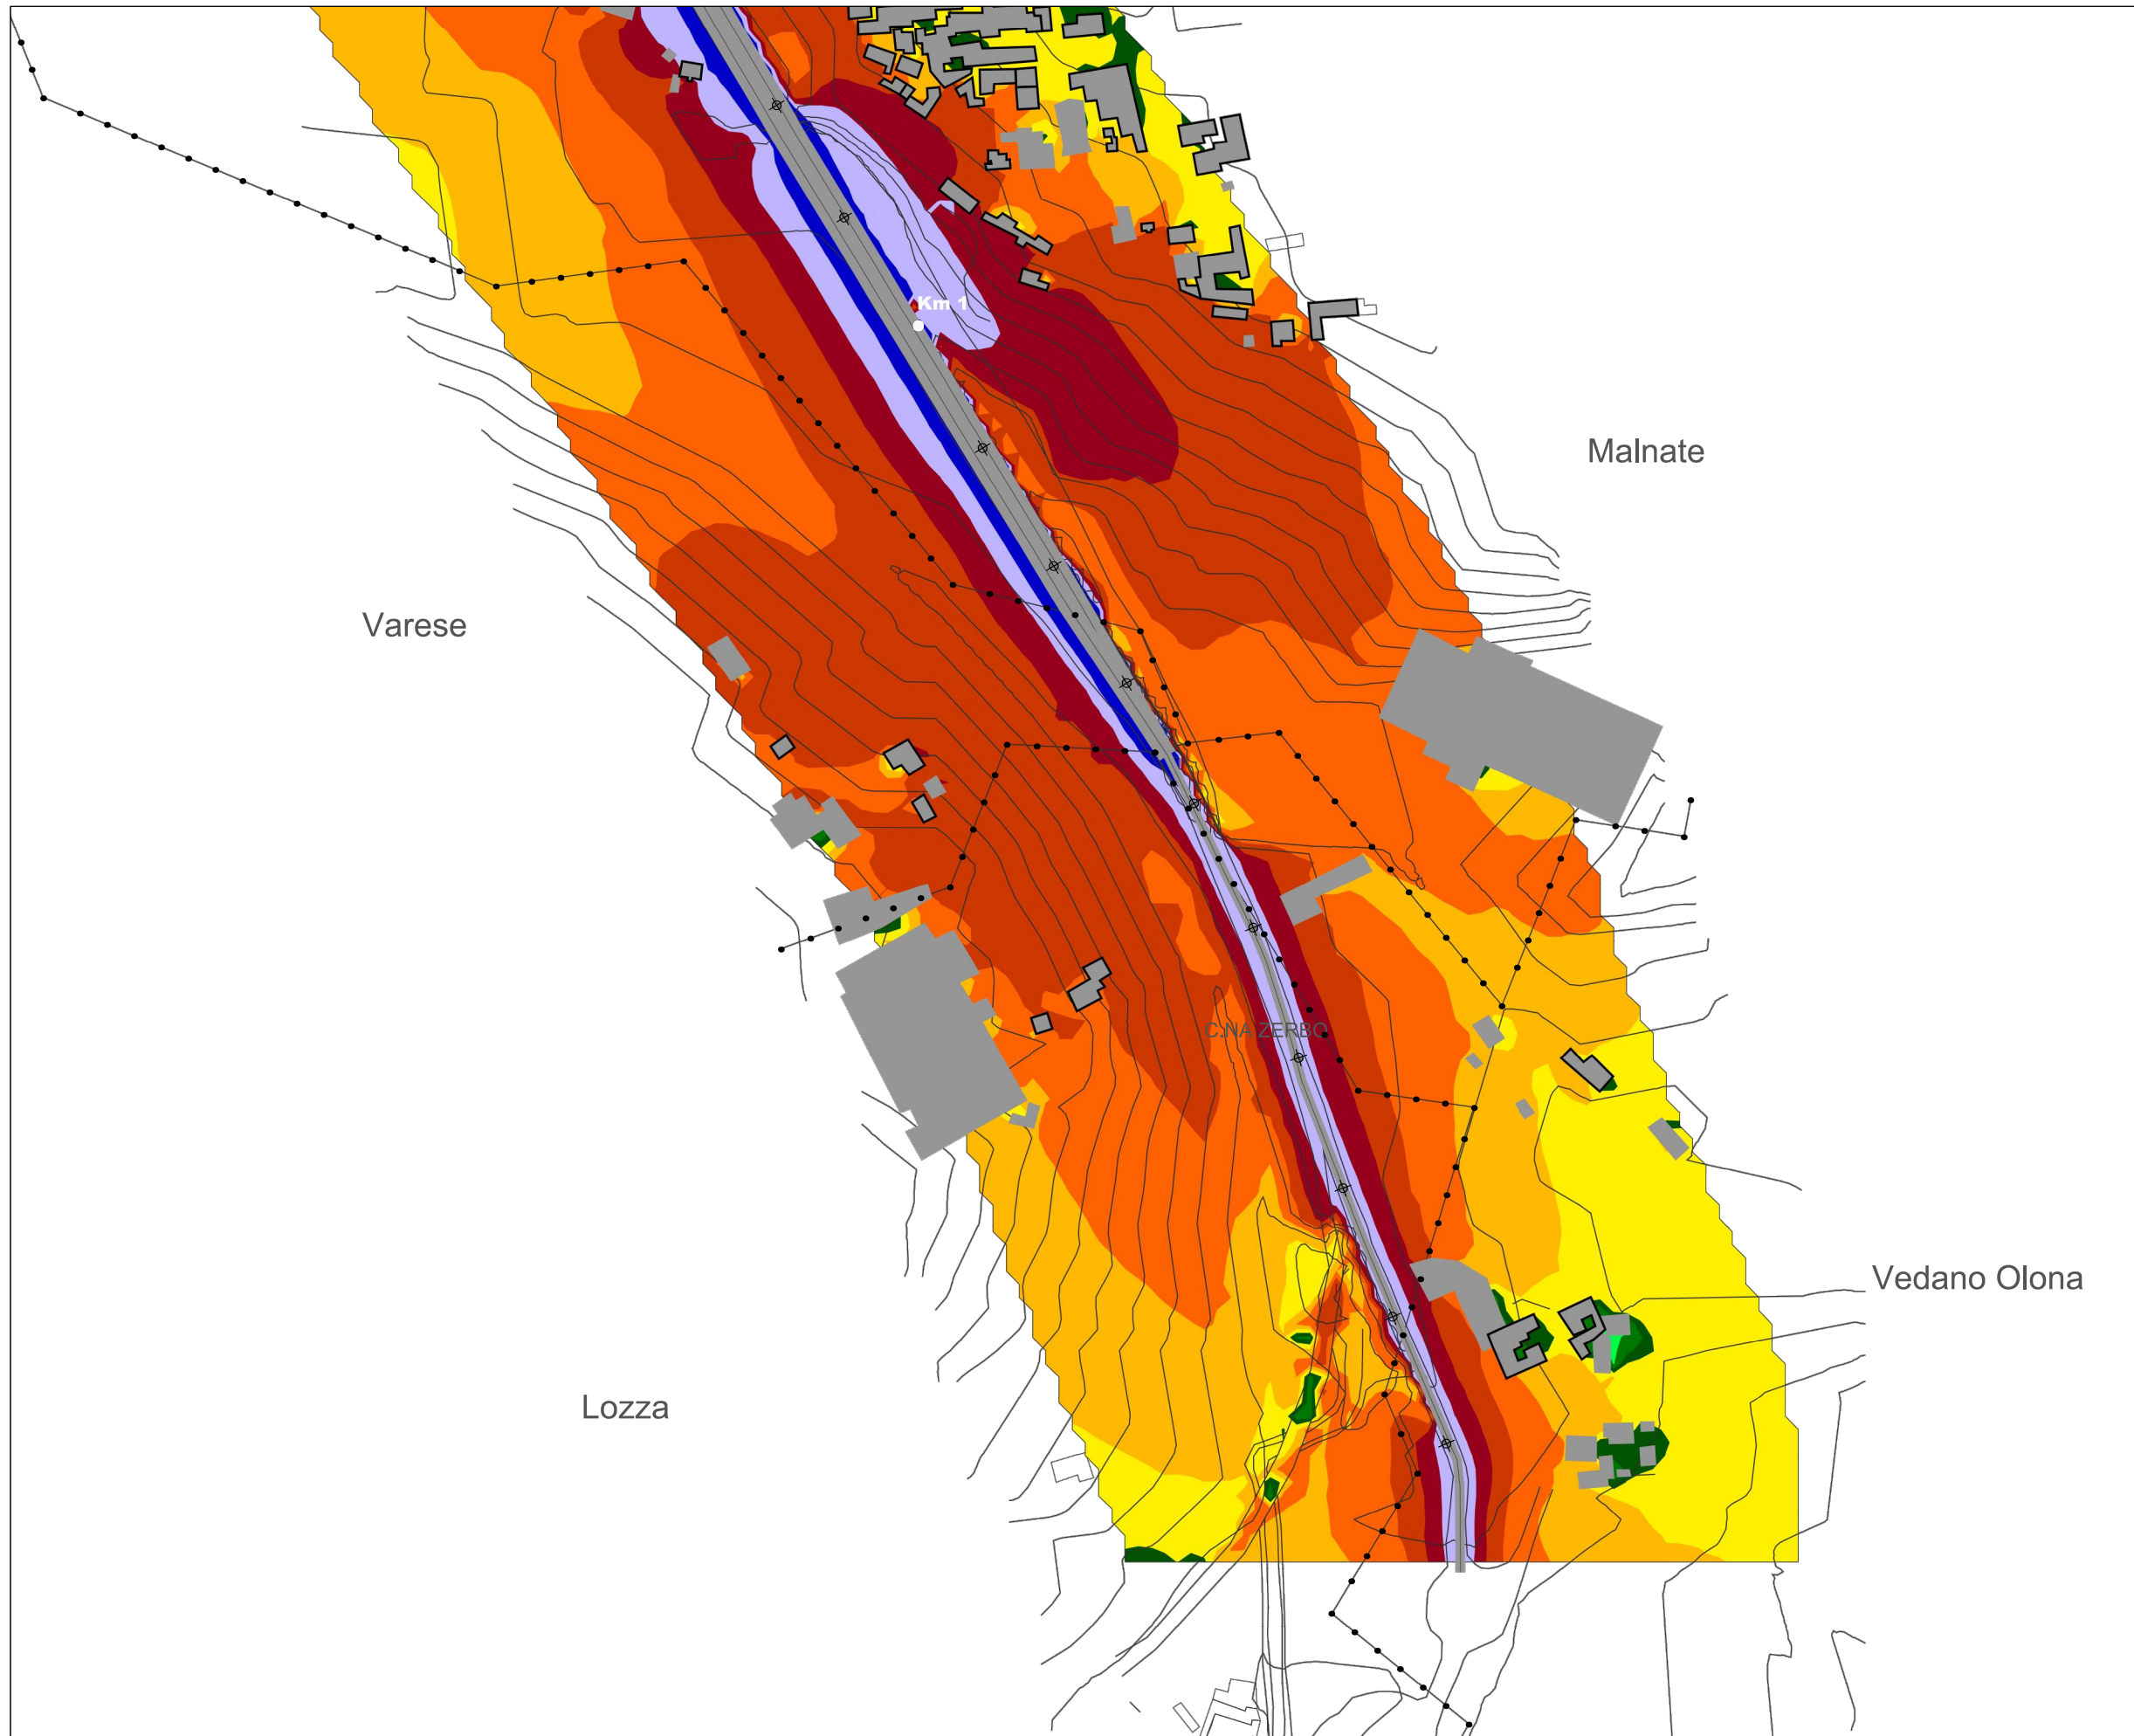 Km 1
Malnate
Varese
C.NA ZERBO
Vedano Olona
Lozza